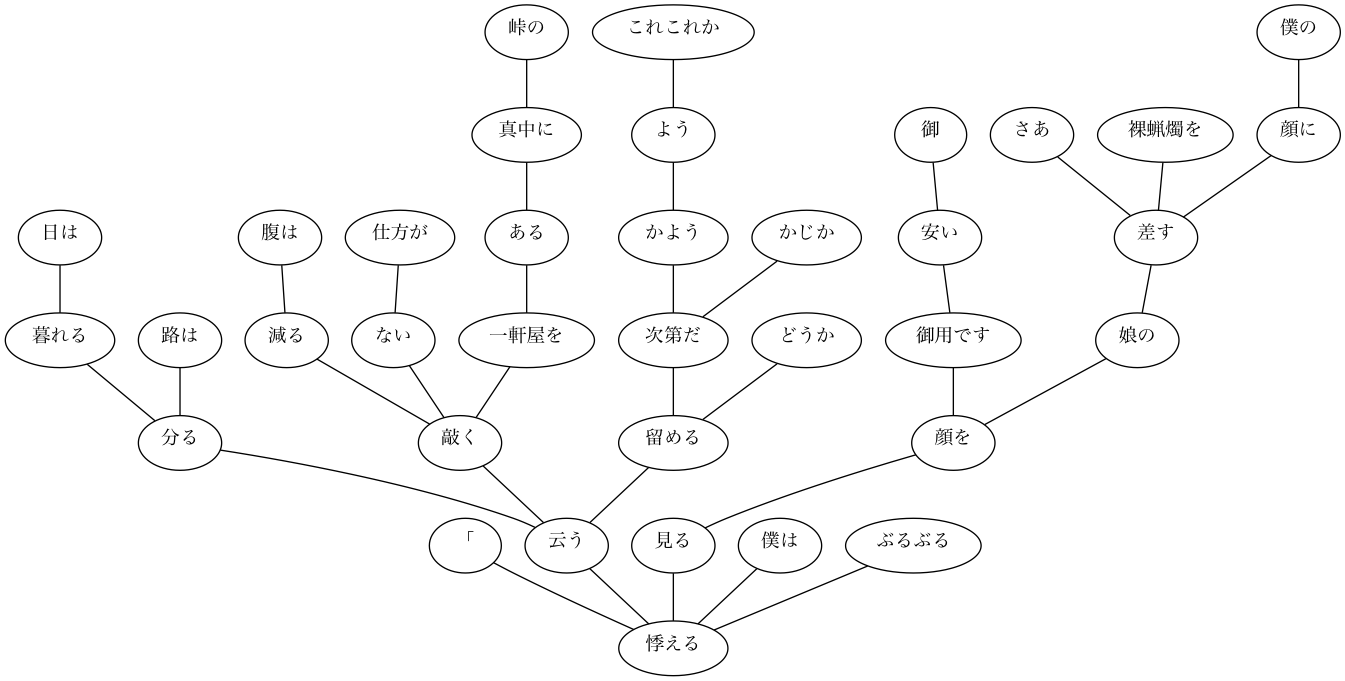 峠の
これこれか
僕の
真中に
よう
御
さあ
裸蝋燭を
顔に
日は
腹は
仕方が
ある
かよう
かじか
安い
差す
暮れる
路は
減る
ない
一軒屋を
次第だ
どうか
御用です
娘の
分る
敲く
留める
顔を
「
云う
見る
僕は
ぶるぶる
悸える